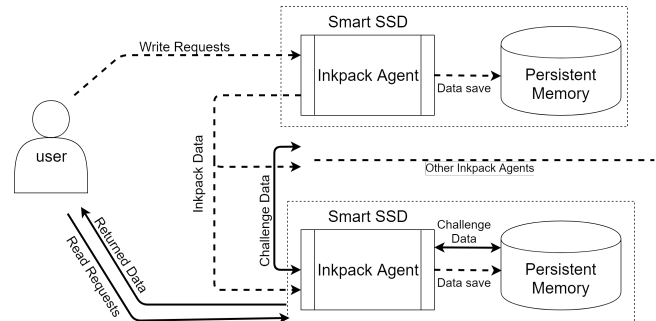 Smart SSD
Write Requests
Inkpack Agent
Persistent
Memory
Data save
user
Inkpack Data
Other Inkpack Agents
Challenge Data
Smart SSD
Challenge
Data
Inkpack Agent
Persistent
Memory
Data save
Returned Data
Read Requests